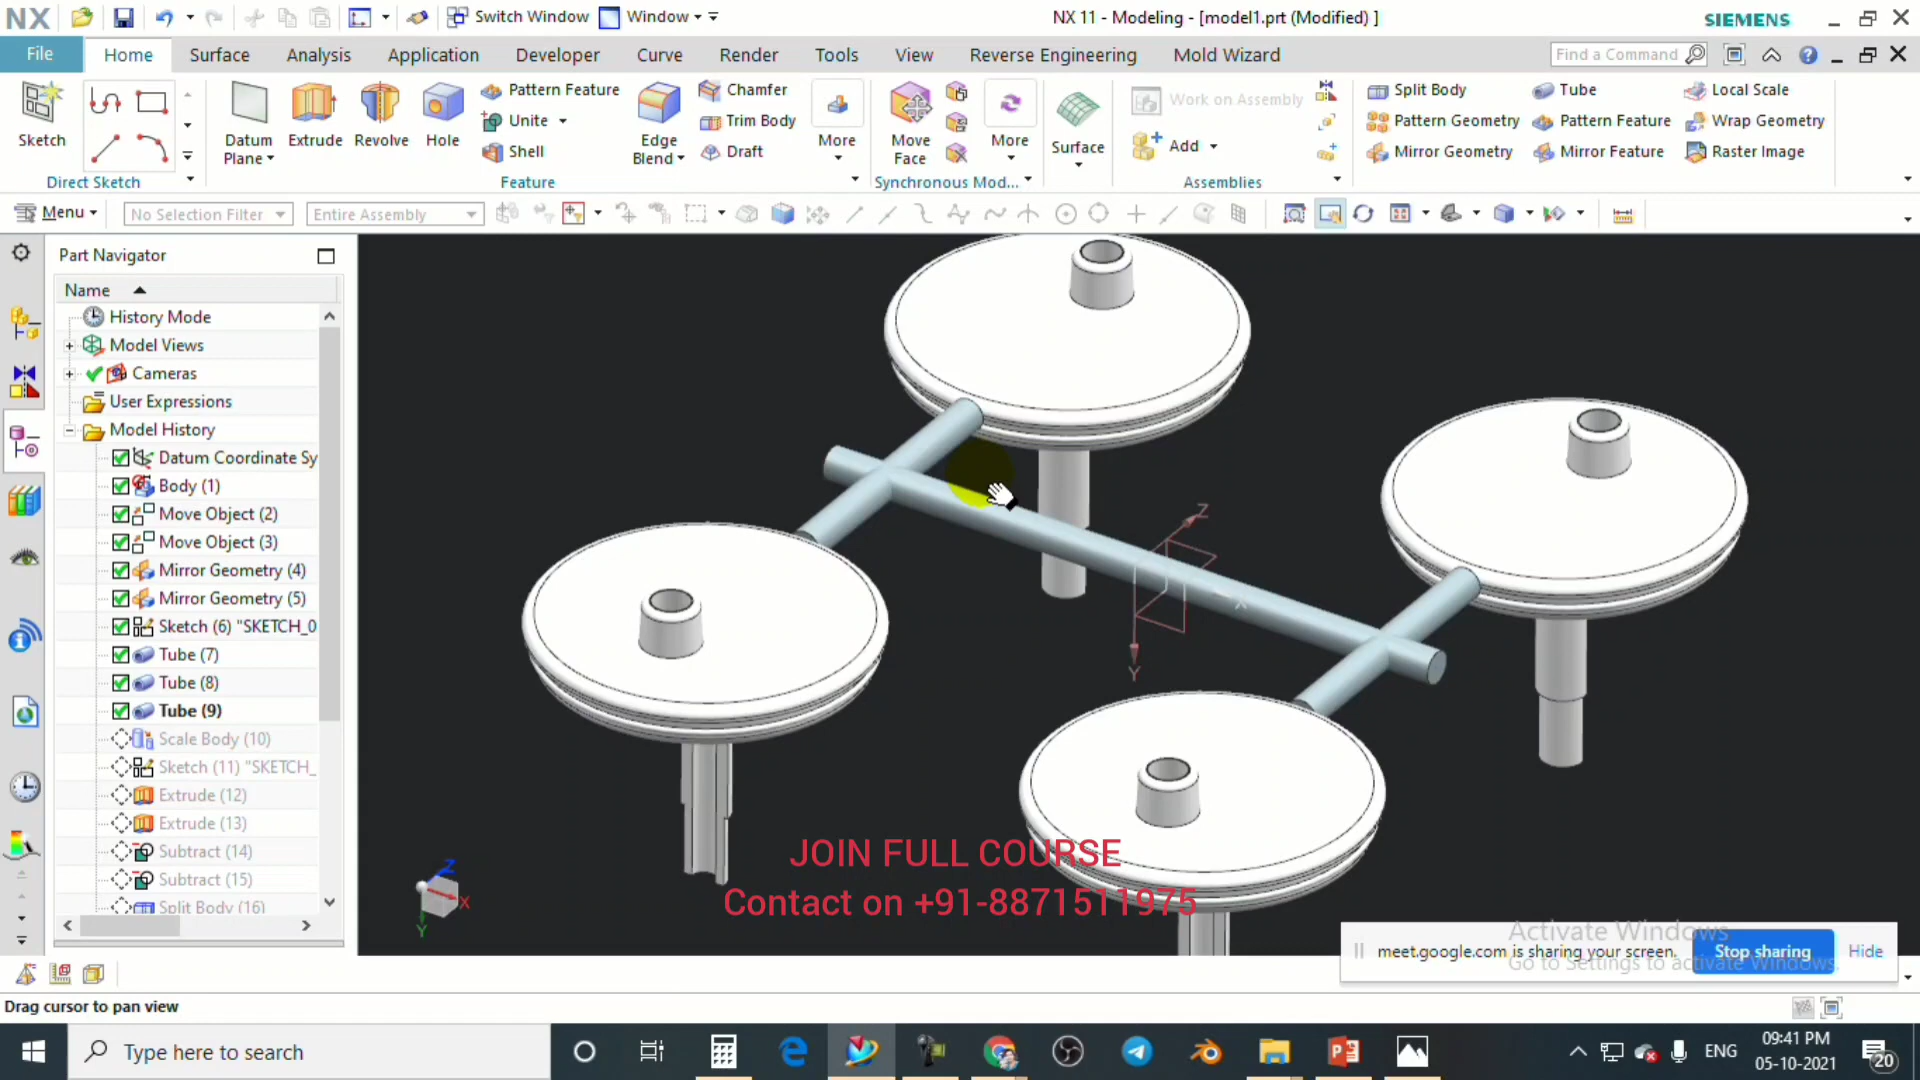 NX
Switch Window
Window
NX 11 - Modeling - [model1.prt (Modified) ]
SIEMENS
File
Home
Surface
Analysis
Application
Developer
Curve
Render
Tools
View
Reverse Engineering
Mold Wizard
Find a Command
Sketch
Direct Sketch
Datum
Plane
Extrude
Revolve
Hole
Pattern Feature
Unite
Shell
Edge
Blend
Chamfer
Trim Body
Draft
More
Feature
Move
Face
More
Synchronous Mod...
Surface
Work on Assembly
Add
Assemblies
Split Body
Pattern Geometry
Mirror Geometry
Tube
Pattern Feature
Mirror Feature
Local Scale
Wrap Geometry
Raster Image
Menu
No Selection Filter
Entire Assembly
Part Navigator
Name
History Mode
Model Views
Cameras
User Expressions
Model History
Datum Coordinate Sy
Body (1)
Move Object (2)
Move Object (3)
Mirror Geometry (4)
Mirror Geometry (5)
Sketch (6) "SKETCH_0
Tube (7)
Tube (8)
Tube (9)
Scale Body (10)
Sketch (11) "SKETCH_
Extrude (12)
Extrude (13)
Subtract (14)
Subtract (15)
Split Body (16)
Z
X
Y
Z
X
Y
JOIN FULL COURSE
Contact on +91-8871511975
Activate Windows
Go to Settings to activate Windows.
meet.google.com is sharing your screen.
Stop sharing
Hide
Drag cursor to pan view
Type here to search
ENG
09:41 PM
05-10-2021
20